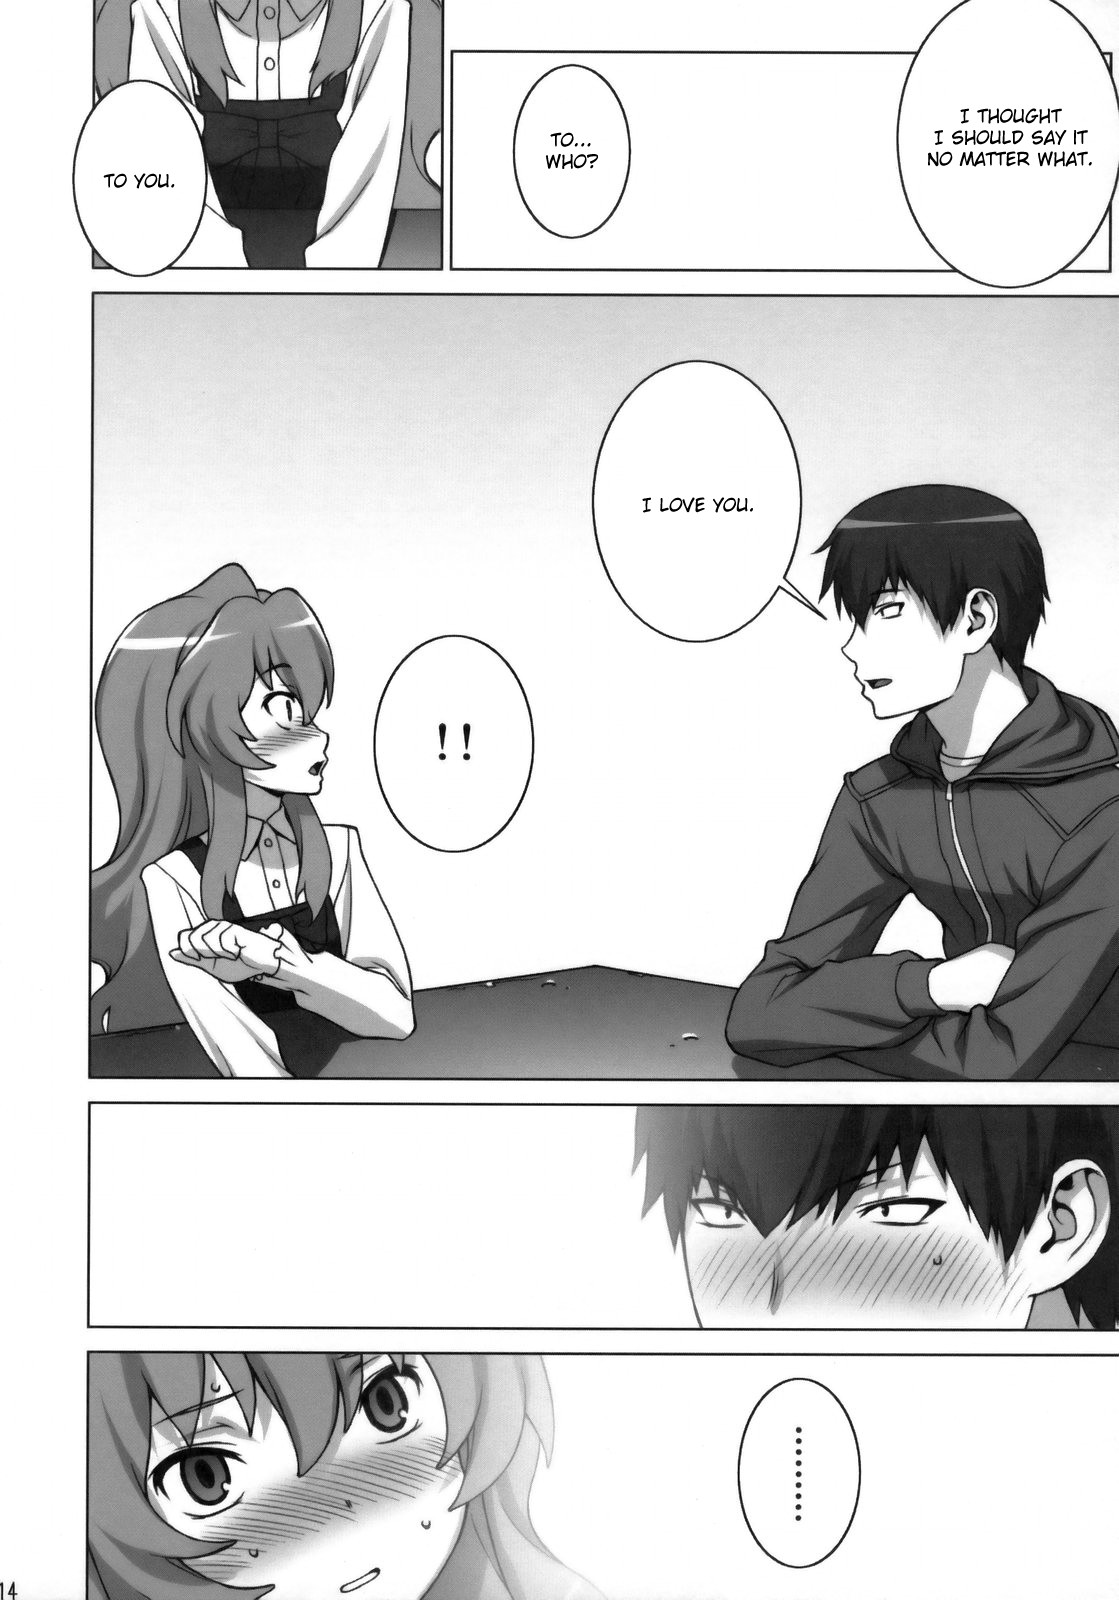 I THOUGHT
I SHOULD SAY IT
NO MATTER WHAT.
TO...
WHO?
TO YOU.
I LOVE YOU.
!!
.........
14